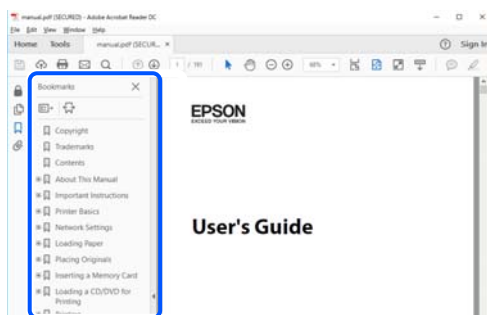 manual.pdf (SECURED) - Adobe Acrobat Reader DC
File Edit View Window Help
Home Tools manual.pdf (SECUR... ×
Sign In
1 / 191
Bookmarks
Copyright
Trademarks
Contents
About This Manual
Important Instructions
Printer Basics
Network Settings
Loading Paper
Placing Originals
Inserting a Memory Card
Loading a CD/DVD for
Printing
EPSON
EXCEED YOUR VISION
User's Guide